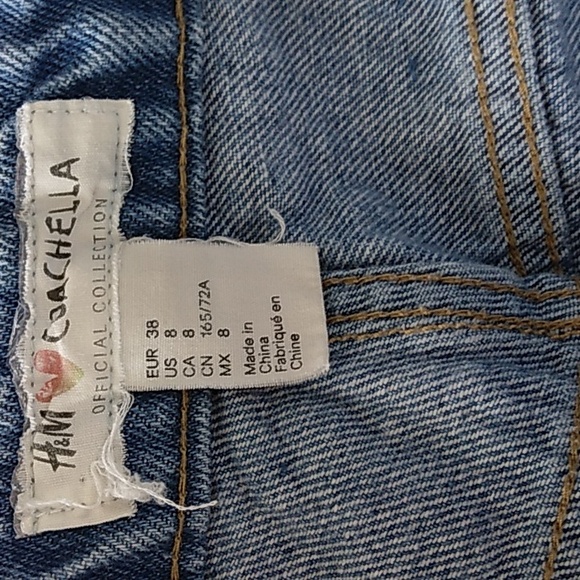 H&M COACHELLA
OFFICIAL COLLECTION
EUR 38
US 8
CA 8
CN 165/72A
MX 8
Made in
China
Fabriqué en
Chine